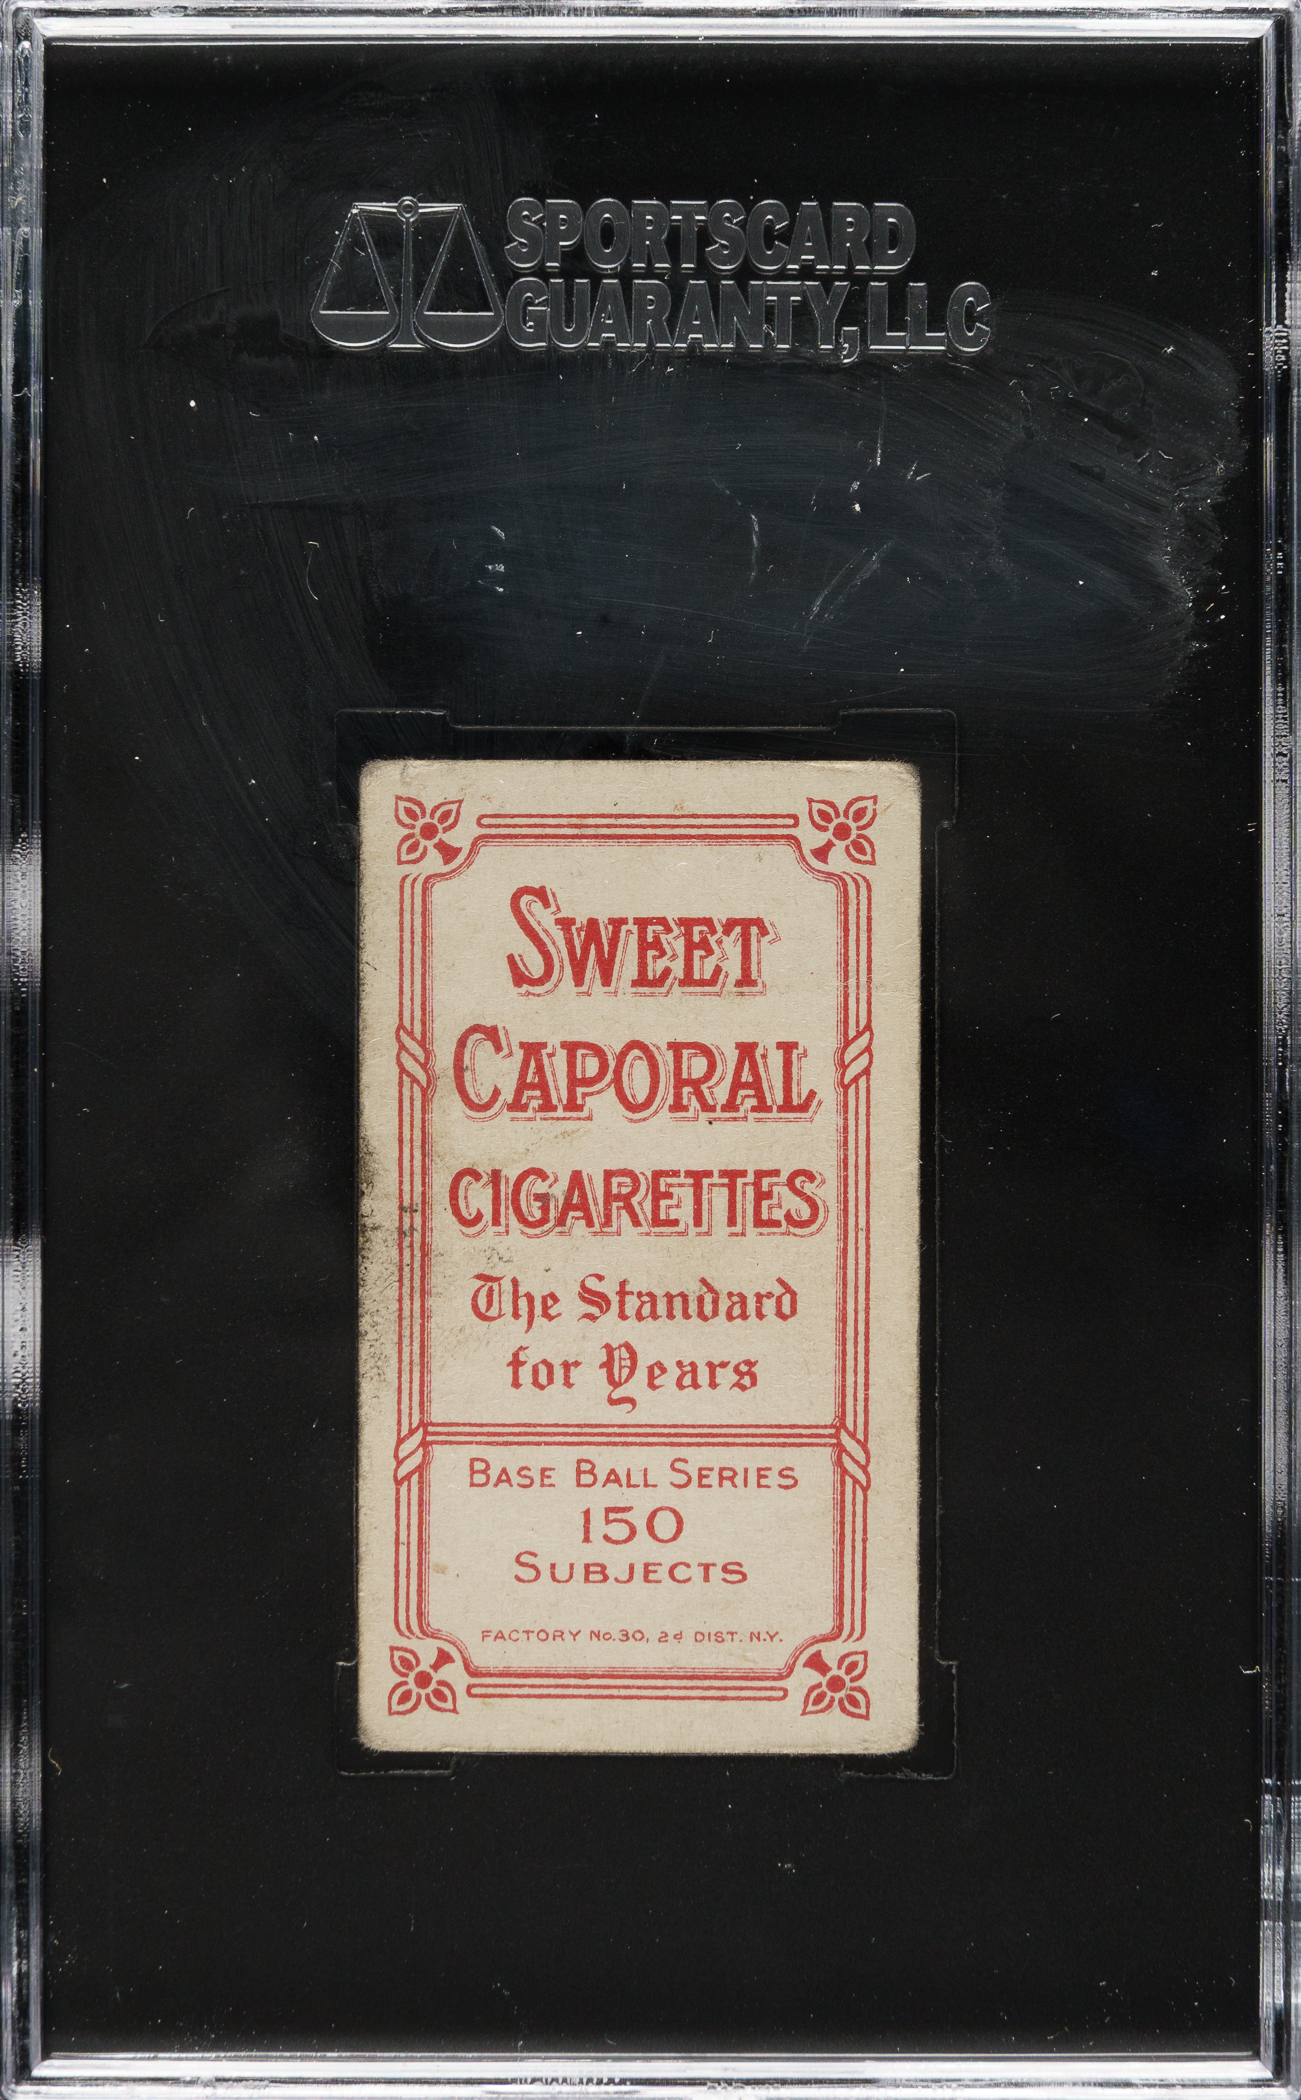 SPORTSCARD
GUARANTY, LLC
SWEET
CAPORAL
CIGARETTES
The Standard
for Years
BASE BALL SERIES
150
SUBJECTS
FACTORY No. 30, 2d DIST. N.Y.